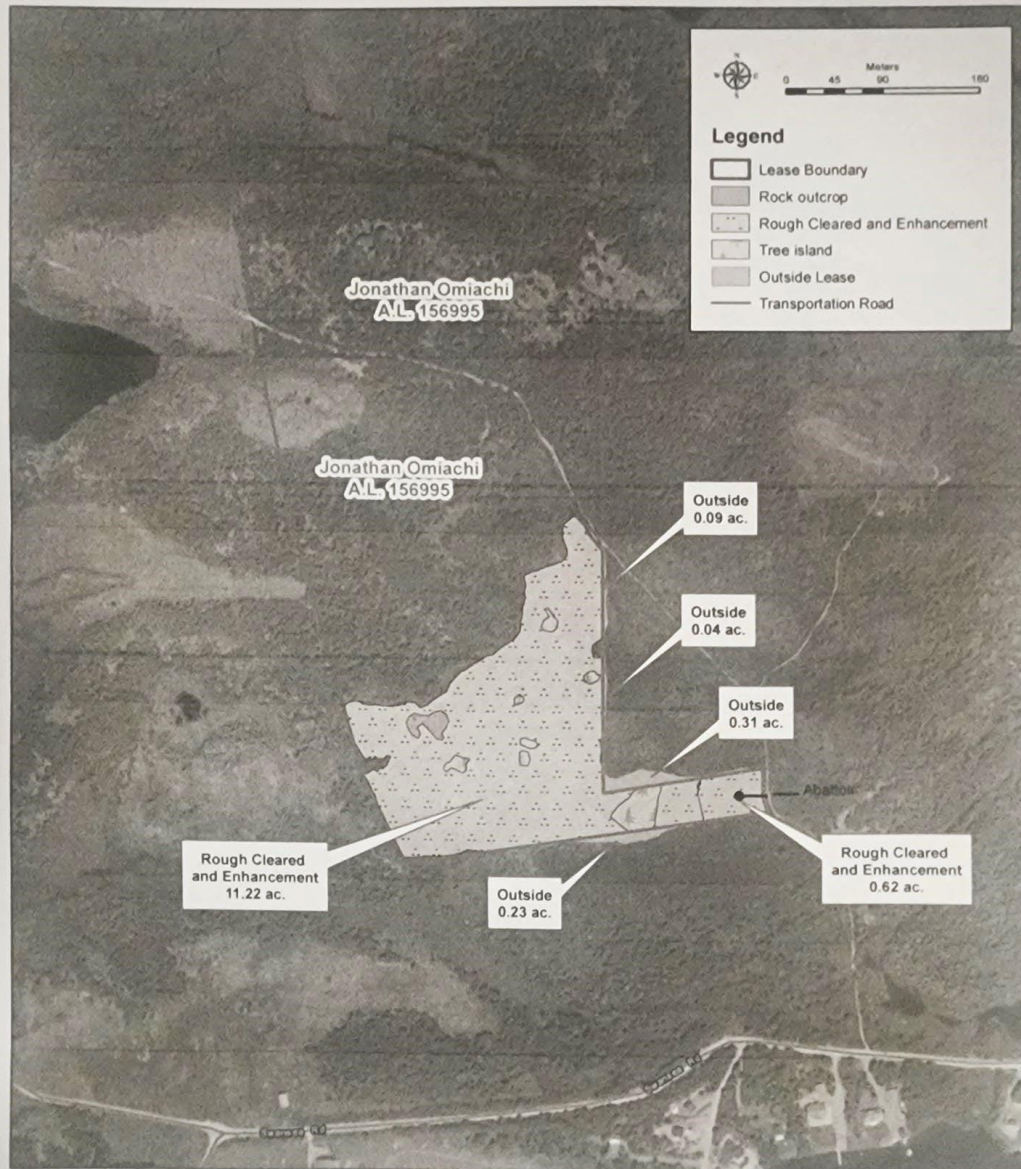 N
W E
S
Meters
0 45 90 180
Legend
Lease Boundary
Rock outcrop
Rough Cleared and Enhancement
Tree island
Outside Lease
Transportation Road
Jonathan Omiachi
A.L. 156995
Jonathan Omiachi
A.L. 156995
Outside
0.09 ac.
Outside
0.04 ac.
Outside
0.31 ac.
Abattoir
Rough Cleared
and Enhancement
11.22 ac.
Rough Cleared
and Enhancement
0.62 ac.
Outside
0.23 ac.